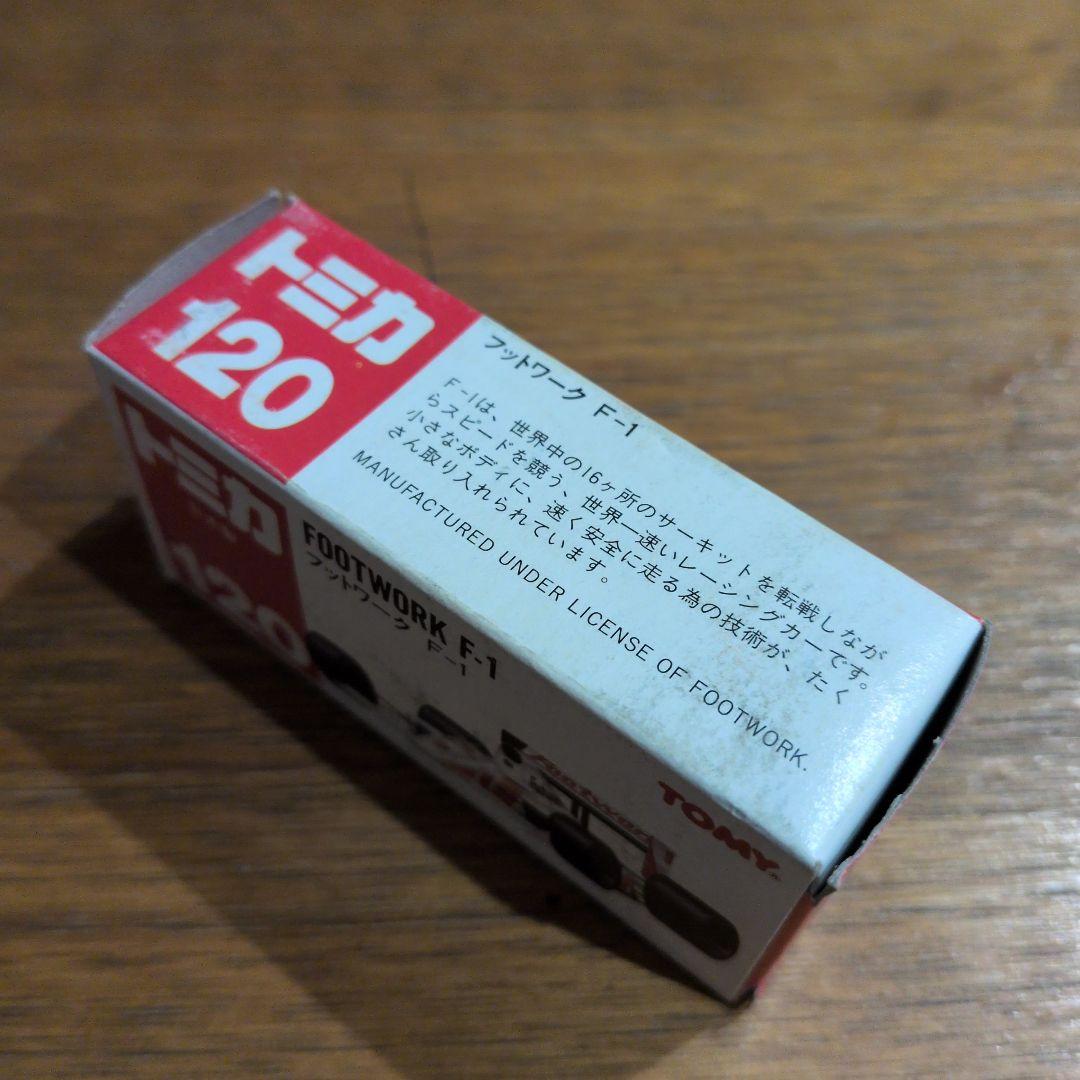 トミカ
120
フットワーク F-1
F-1は、世界中の16ヶ所のサーキットを転戦しなが
らスピードを競う、世界一速いレーシングカーです。
小さなボディに、速く安全に走る為の技術が、たく
さん取り入れられています。
MANUFACTURED UNDER LICENSE OF FOOTWORK.
トミカ
120
FOOTWORK F-1
フットワーク F-1
Footwork
TOMY